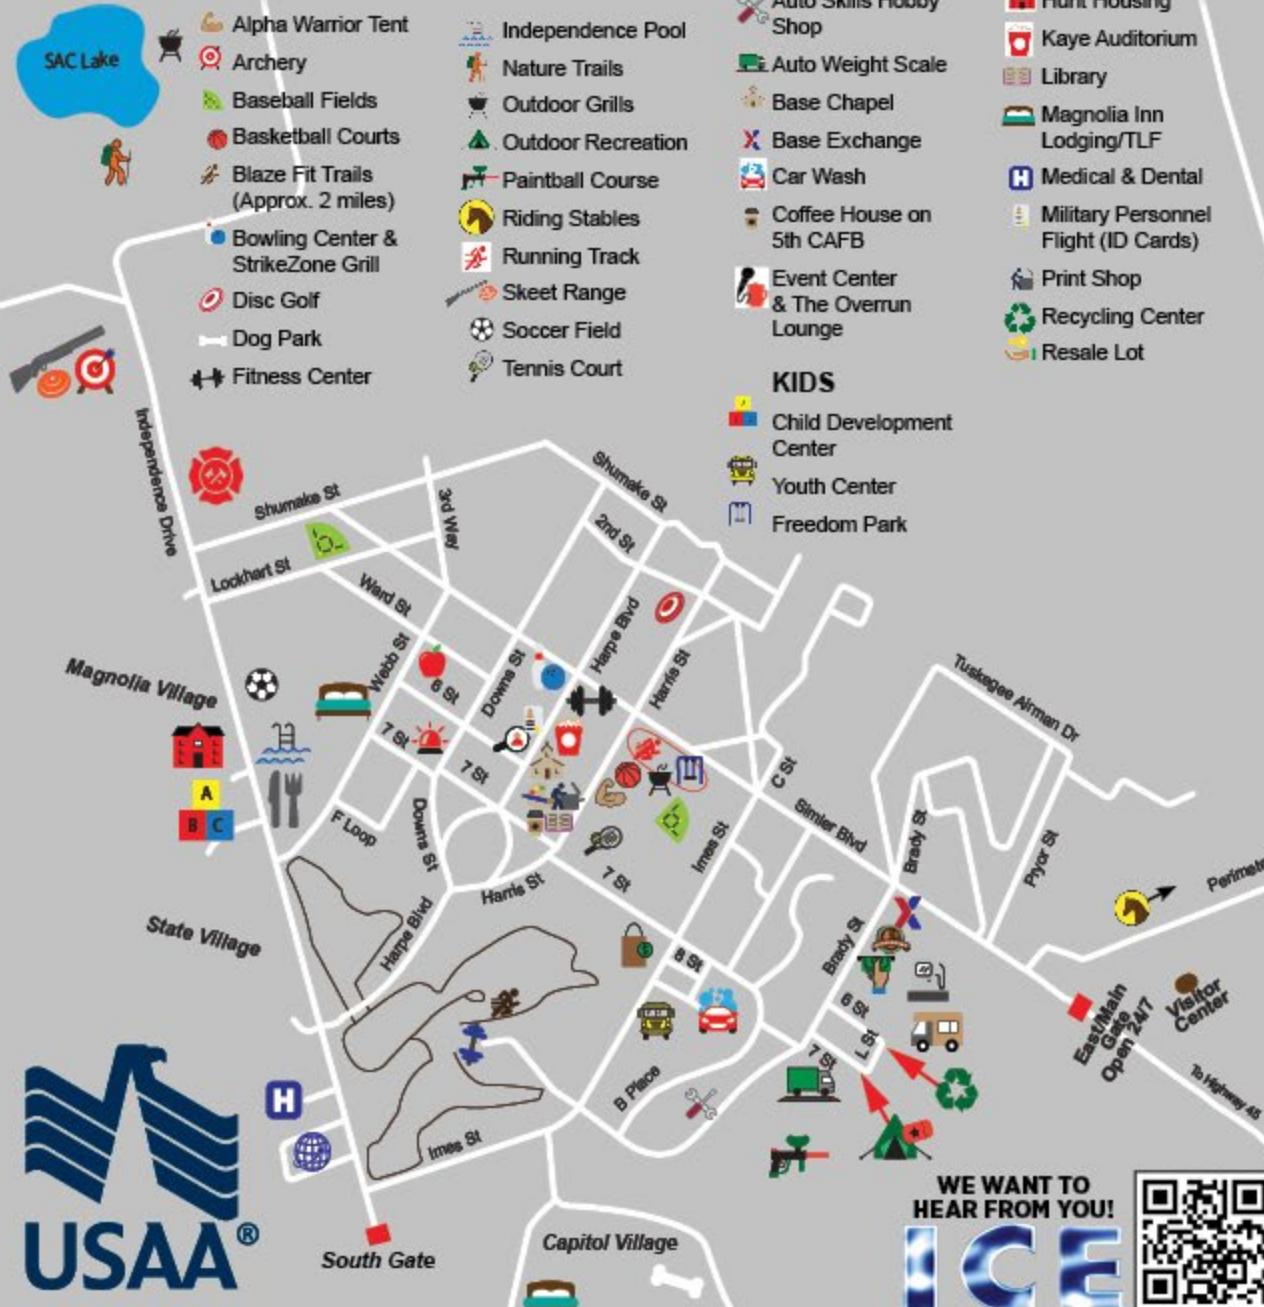 SAC Lake
Alpha Warrior Tent
Archery
Baseball Fields
Basketball Courts
Blaze Fit Trails
(Approx. 2 miles)
Bowling Center &
StrikeZone Grill
Disc Golf
Dog Park
Fitness Center
Independence Pool
Nature Trails
Outdoor Grills
Outdoor Recreation
Paintball Course
Riding Stables
Running Track
Skeet Range
Soccer Field
Tennis Court
Auto Skills Hobby
Shop
Auto Weight Scale
Base Chapel
Base Exchange
Car Wash
Coffee House on
5th CAFB
Event Center
& The Overrun
Lounge
KIDS
Child Development
Center
Youth Center
Freedom Park
Hunt Housing
Kaye Auditorium
Library
Magnolia Inn
Lodging/TLF
Medical & Dental
Military Personnel
Flight (ID Cards)
Print Shop
Recycling Center
Resale Lot
Independence Drive
Shumake St
Shumake St
3rd Way
2nd St
Lockhart St
Ward St
Harpe Blvd
Webb St
Magnolia Village
6 St
Downs St
Harris St
Tuskegee Airman Dr
7 St
7 St
C St
A
B C
F Loop
Downs St
Simler Blvd
Imes St
Brady St
Pryor St
7 St
Harris St
Perimete
State Village
Harpe Blvd
Brady St
8 St
6 St
L St
7 St
East/Main
Gate
Open 24/7
Visitor
Center
To Highway 45
B Place
H
Imes St
USAA®
South Gate
Capitol Village
WE WANT TO
HEAR FROM YOU!
ICE